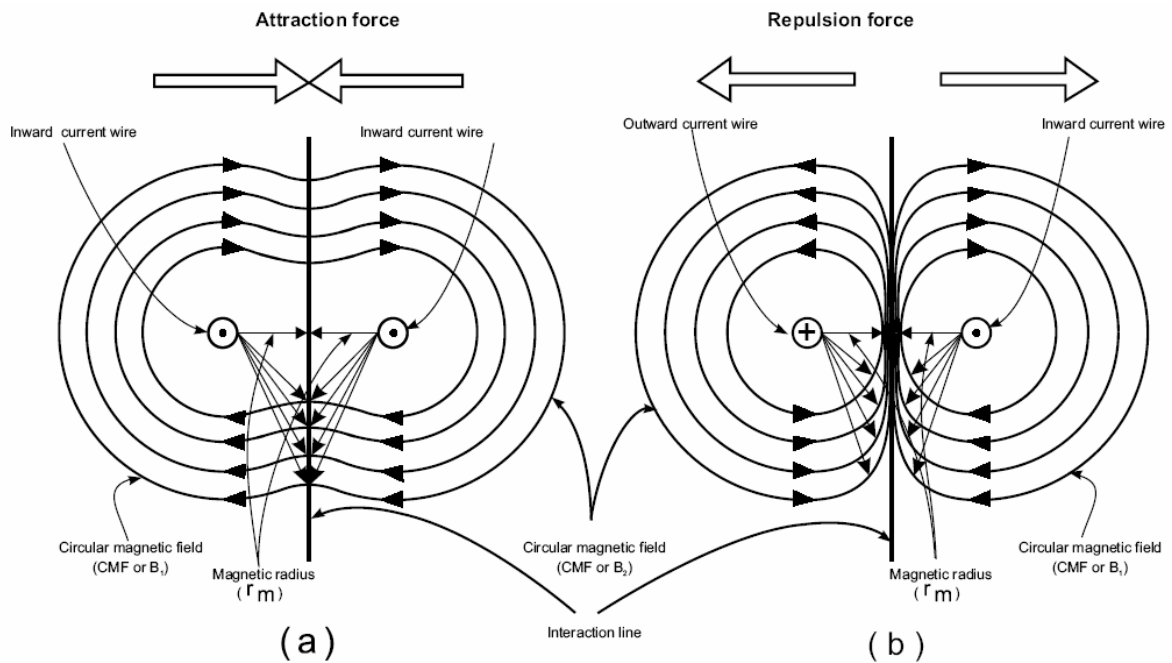 Attraction force
Repulsion force
Inward current wire
Inward current wire
Outward current wire
Inward current wire
Circular magnetic field
(CMF or B₁)
Magnetic radius
(rₘ)
Circular magnetic field
(CMF or B₂)
Magnetic radius
(rₘ)
Circular magnetic field
(CMF or B₁)
Interaction line
(a)
(b)